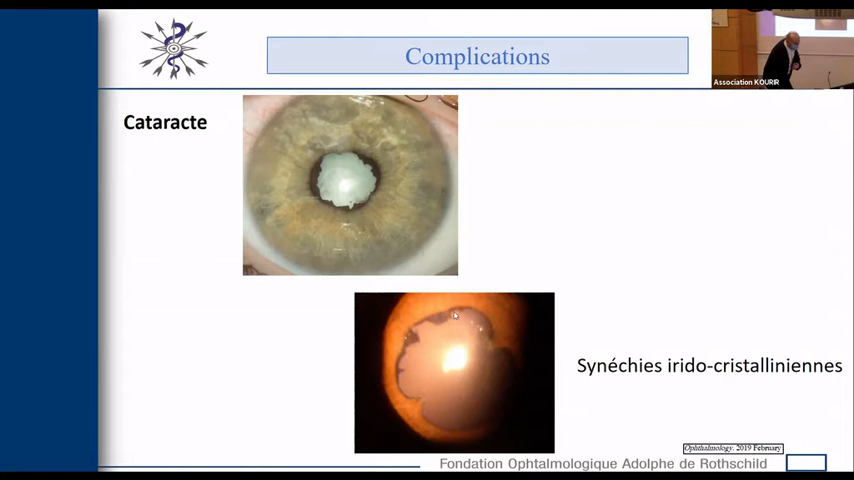 Complications
Association KOURIR
Cataracte
Synéchies irido-cristalliniennes
Ophthalmology. 2019 February
Fondation Ophtalmologique Adolphe de Rothschild